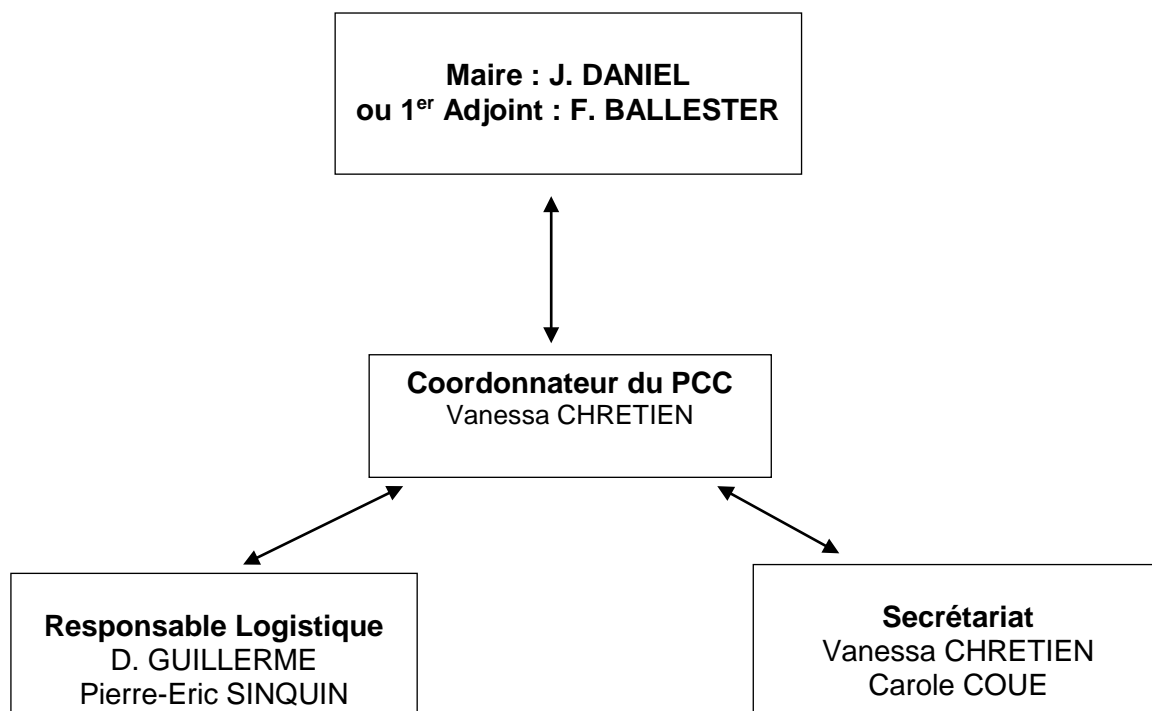 Maire : J. DANIEL
ou 1er Adjoint : F. BALLESTER
Coordonnateur du PCC
Vanessa CHRETIEN
Responsable Logistique
D. GUILLERME
Pierre-Eric SINQUIN
Secrétariat
Vanessa CHRETIEN
Carole COUE